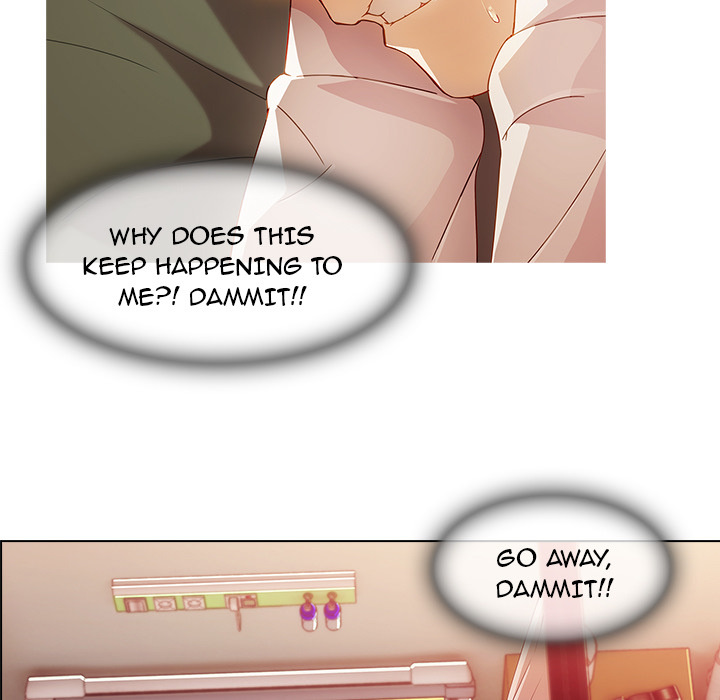 WHY DOES THIS
KEEP HAPPENING TO
ME?! DAMMIT!!
GO AWAY,
DAMMIT!!